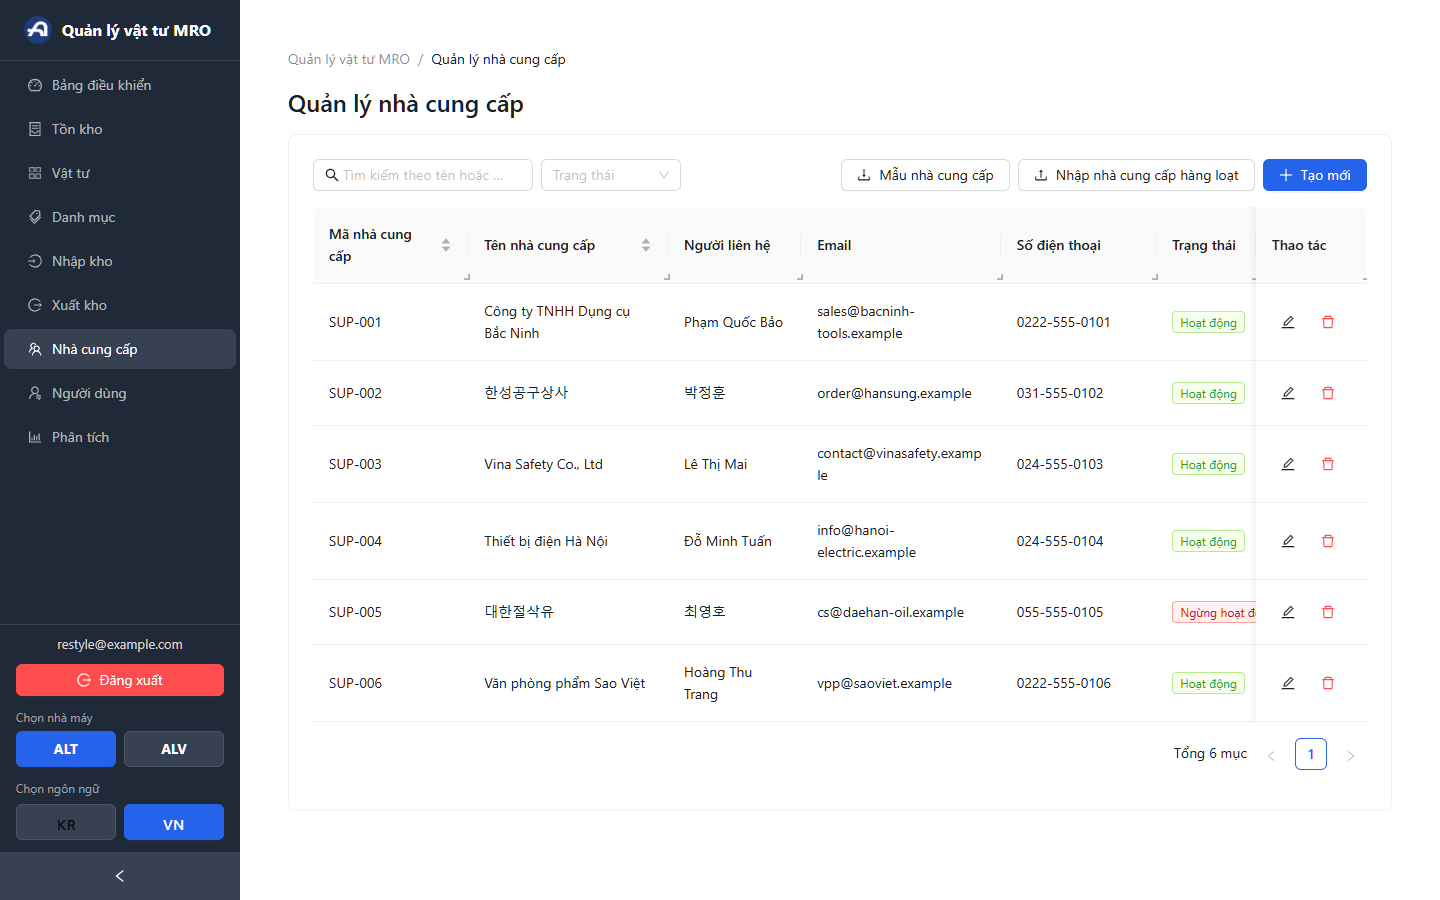 Quản lý vật tư MRO
Bảng điều khiển
Tồn kho
Vật tư
Danh mục
Nhập kho
Xuất kho
Nhà cung cấp
Người dùng
Phân tích
restyle@example.com
Đăng xuất
Chọn nhà máy
ALT ALV
Chọn ngôn ngữ
KR VN
Quản lý vật tư MRO / Quản lý nhà cung cấp
Quản lý nhà cung cấp
Tìm kiếm theo tên hoặc ... Trạng thái Mẫu nhà cung cấp Nhập nhà cung cấp hàng loạt Tạo mới
Mã nhà cung
cấp
Tên nhà cung cấp Người liên hệ Email Số điện thoại Trạng thái Thao tác
SUP-001
Công ty TNHH Dụng cụ
Bắc Ninh
Phạm Quốc Bảo
sales@bacninh-
tools.example
0222-555-0101 Hoạt động
SUP-002 한성공구상사 박정훈 order@hansung.example 031-555-0102 Hoạt động
SUP-003 Vina Safety Co., Ltd Lê Thị Mai
contact@vinasafety.examp
le
024-555-0103 Hoạt động
SUP-004 Thiết bị điện Hà Nội Đỗ Minh Tuấn
info@hanoi-
electric.example
024-555-0104 Hoạt động
SUP-005 대한절삭유 최영호 cs@daehan-oil.example 055-555-0105 Ngừng hoạt
SUP-006 Văn phòng phẩm Sao Việt
Hoàng Thu
Trang
vpp@saoviet.example 0222-555-0106 Hoạt động
Tổng 6 mục 1